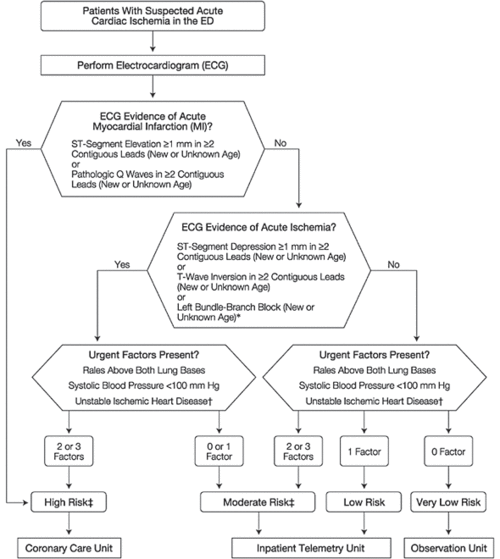 Patients With Suspected Acute
Cardiac Ischemia in the ED
Perform Electrocardiogram (ECG)
ECG Evidence of Acute
Myocardial Infarction (MI)?
ST-Segment Elevation ≥1 mm in ≥2
Contiguous Leads (New or Unknown Age)
or
Pathologic Q Waves in ≥2 Contiguous
Leads (New or Unknown Age)
Yes
No
ECG Evidence of Acute Ischemia?
ST-Segment Depression ≥1 mm in ≥2
Contiguous Leads (New or Unknown Age)
or
T-Wave Inversion in ≥2 Contiguous Leads
(New or Unknown Age)
or
Left Bundle-Branch Block (New or
Unknown Age)*
Yes
No
Urgent Factors Present?
Rales Above Both Lung Bases
Systolic Blood Pressure <100 mm Hg
Unstable Ischemic Heart Disease†
Urgent Factors Present?
Rales Above Both Lung Bases
Systolic Blood Pressure <100 mm Hg
Unstable Ischemic Heart Disease†
2 or 3
Factors
0 or 1
Factor
2 or 3
Factors
1 Factor
0 Factor
High Risk‡
Moderate Risk‡
Low Risk
Very Low Risk
Coronary Care Unit
Inpatient Telemetry Unit
Observation Unit